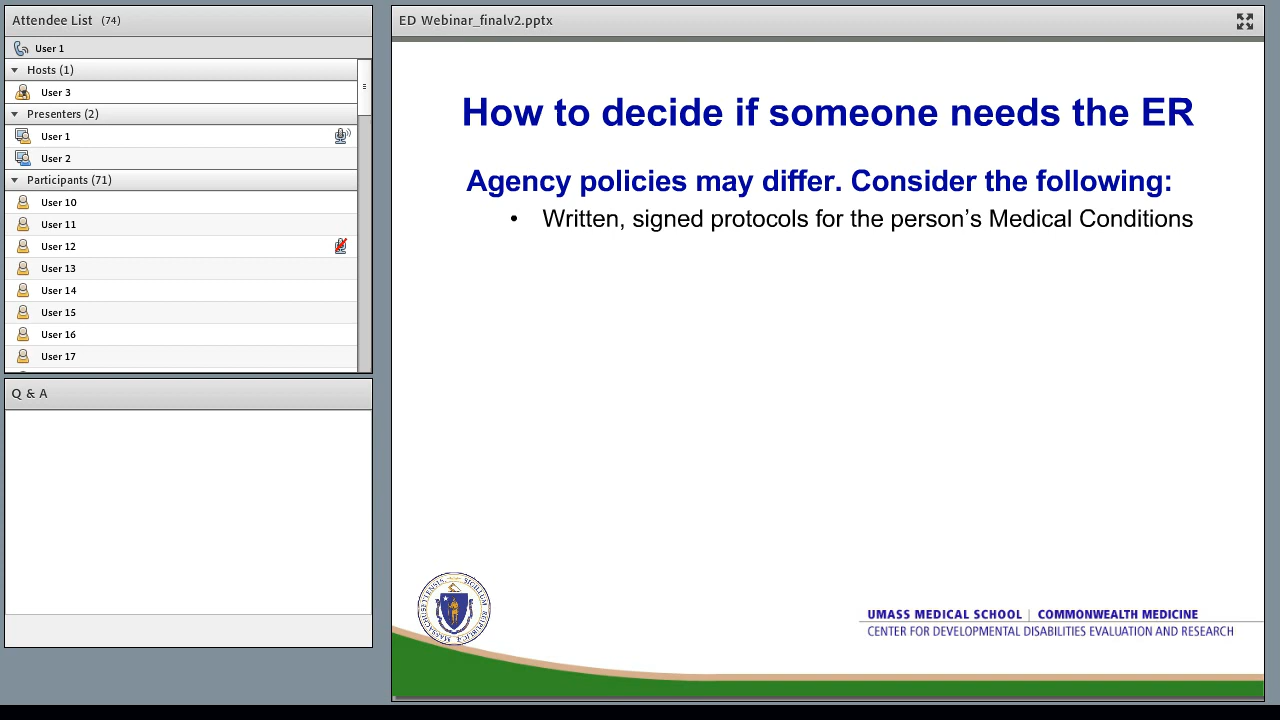 Attendee List (74)
User 1
Hosts (1)
User 3
Presenters (2)
User 1
User 2
Participants (71)
User 10
User 11
User 12
User 13
User 14
User 15
User 16
User 17
Q & A
ED Webinar_finalv2.pptx
How to decide if someone needs the ER
Agency policies may differ. Consider the following:
• Written, signed protocols for the person’s Medical Conditions
UMASS MEDICAL SCHOOL | COMMONWEALTH MEDICINE
CENTER FOR DEVELOPMENTAL DISABILITIES EVALUATION AND RESEARCH